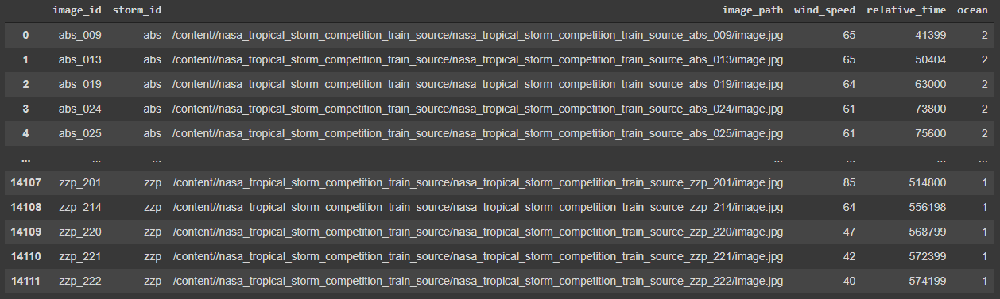 image_id storm_id image_path wind_speed relative_time ocean
0 abs_009 abs /content//nasa_tropical_storm_competition_train_source/nasa_tropical_storm_competition_train_source_abs_009/image.jpg 65 41399 2
1 abs_013 abs /content//nasa_tropical_storm_competition_train_source/nasa_tropical_storm_competition_train_source_abs_013/image.jpg 65 50404 2
2 abs_019 abs /content//nasa_tropical_storm_competition_train_source/nasa_tropical_storm_competition_train_source_abs_019/image.jpg 64 63000 2
3 abs_024 abs /content//nasa_tropical_storm_competition_train_source/nasa_tropical_storm_competition_train_source_abs_024/image.jpg 61 73800 2
4 abs_025 abs /content//nasa_tropical_storm_competition_train_source/nasa_tropical_storm_competition_train_source_abs_025/image.jpg 61 75600 2
... ... ... ... ... ... ...
14107 zzp_201 zzp /content//nasa_tropical_storm_competition_train_source/nasa_tropical_storm_competition_train_source_zzp_201/image.jpg 85 514800 1
14108 zzp_214 zzp /content//nasa_tropical_storm_competition_train_source/nasa_tropical_storm_competition_train_source_zzp_214/image.jpg 64 556198 1
14109 zzp_220 zzp /content//nasa_tropical_storm_competition_train_source/nasa_tropical_storm_competition_train_source_zzp_220/image.jpg 47 568799 1
14110 zzp_221 zzp /content//nasa_tropical_storm_competition_train_source/nasa_tropical_storm_competition_train_source_zzp_221/image.jpg 42 572399 1
14111 zzp_222 zzp /content//nasa_tropical_storm_competition_train_source/nasa_tropical_storm_competition_train_source_zzp_222/image.jpg 40 574199 1